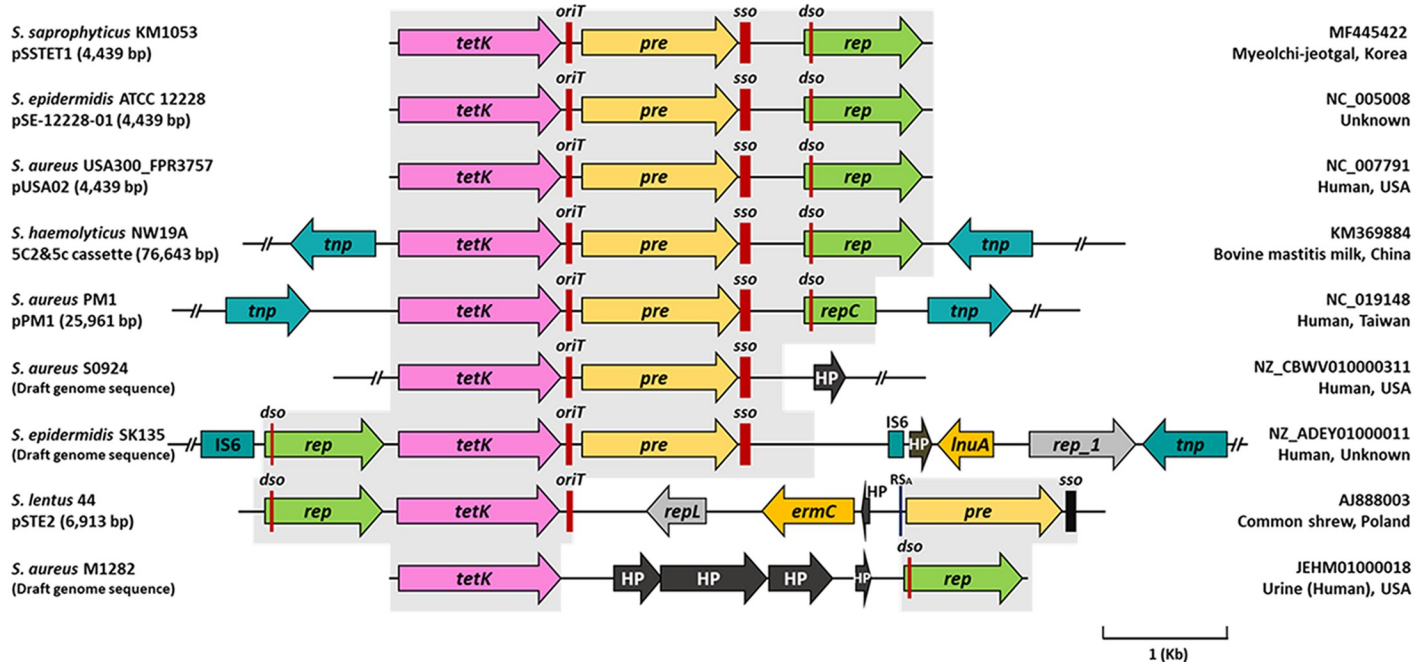 oriT sso dso
S. saprophyticus KM1053 MF445422
tetK pre rep
pSSTET1 (4,439 bp) Myeolchi-jeotgal, Korea
oriT sso dso
S. epidermidis ATCC 12228 NC_005008
tetK pre rep
pSE-12228-01 (4,439 bp) Unknown
oriT sso dso
S. aureus USA300_FPR3757 NC_007791
tetK pre rep
pUSA02 (4,439 bp) Human, USA
oriT sso dso
S. haemolyticus NW19A KM369884
tnp tetK pre rep tnp
5C2&5c cassette (76,643 bp) Bovine mastitis milk, China
oriT sso dso
S. aureus PM1 NC_019148
tnp tetK pre repC tnp
pPM1 (25,961 bp) Human, Taiwan
oriT sso
S. aureus S0924 NZ_CBWV010000311
tetK pre HP
(Draft genome sequence) Human, USA
dso oriT sso IS6
S. epidermidis SK135 NZ_ADEY01000011
IS6 rep tetK pre HP lnuA rep_1 tnp
(Draft genome sequence) Human, Unknown
dso oriT HP RSA sso
S. lentus 44 AJ888003
rep tetK repL ermC pre
pSTE2 (6,913 bp) Common shrew, Poland
dso
S. aureus M1282 JEHM01000018
tetK HP HP HP HP rep
(Draft genome sequence) Urine (Human), USA
1 (Kb)